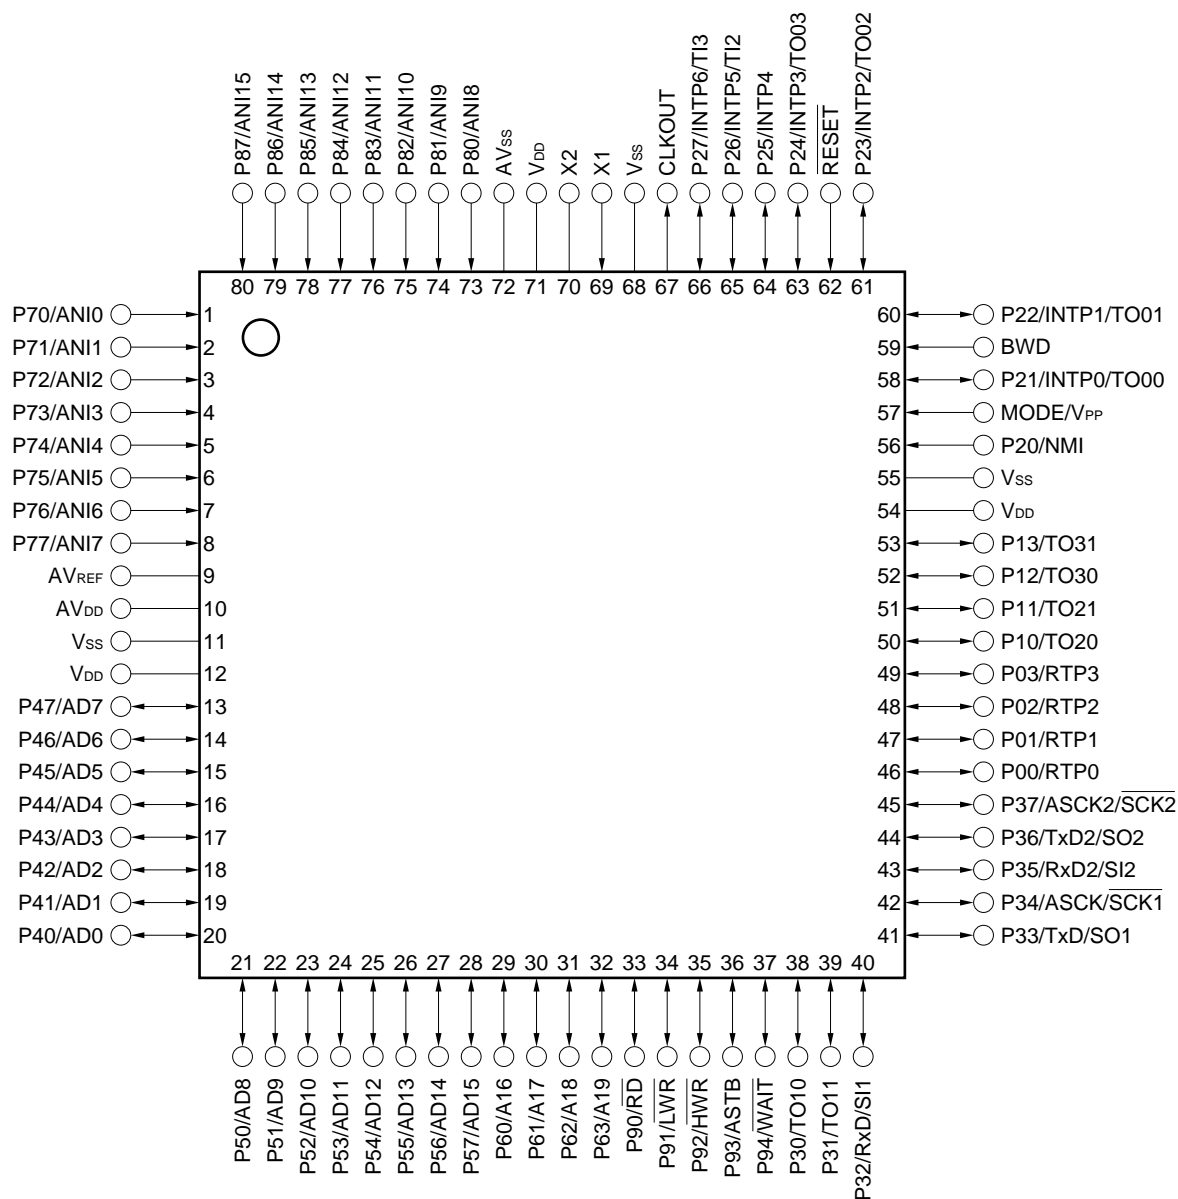 P87/ANI15
P86/ANI14
P85/ANI13
P84/ANI12
P83/ANI11
P82/ANI10
P81/ANI9
P80/ANI8
AVSS
VDD
X2
X1
VSS
CLKOUT
P27/INTP6/TI3
P26/INTP5/TI2
P25/INTP4
P24/INTP3/TO03
RESET
P23/INTP2/TO02
80 79 78 77 76 75 74 73 72 71 70 69 68 67 66 65 64 63 62 61
P70/ANI0 1
P71/ANI1 2
P72/ANI2 3
P73/ANI3 4
P74/ANI4 5
P75/ANI5 6
P76/ANI6 7
P77/ANI7 8
AVREF 9
AVDD 10
VSS 11
VDD 12
P47/AD7 13
P46/AD6 14
P45/AD5 15
P44/AD4 16
P43/AD3 17
P42/AD2 18
P41/AD1 19
P40/AD0 20
60 P22/INTP1/TO01
59 BWD
58 P21/INTP0/TO00
57 MODE/VPP
56 P20/NMI
55 VSS
54 VDD
53 P13/TO31
52 P12/TO30
51 P11/TO21
50 P10/TO20
49 P03/RTP3
48 P02/RTP2
47 P01/RTP1
46 P00/RTP0
45 P37/ASCK2/SCK2
44 P36/TxD2/SO2
43 P35/RxD2/SI2
42 P34/ASCK/SCK1
41 P33/TxD/SO1
21 22 23 24 25 26 27 28 29 30 31 32 33 34 35 36 37 38 39 40
P50/AD8
P51/AD9
P52/AD10
P53/AD11
P54/AD12
P55/AD13
P56/AD14
P57/AD15
P60/A16
P61/A17
P62/A18
P63/A19
P90/RD
P91/LWR
P92/HWR
P93/ASTB
P94/WAIT
P30/TO10
P31/TO11
P32/RxD/SI1